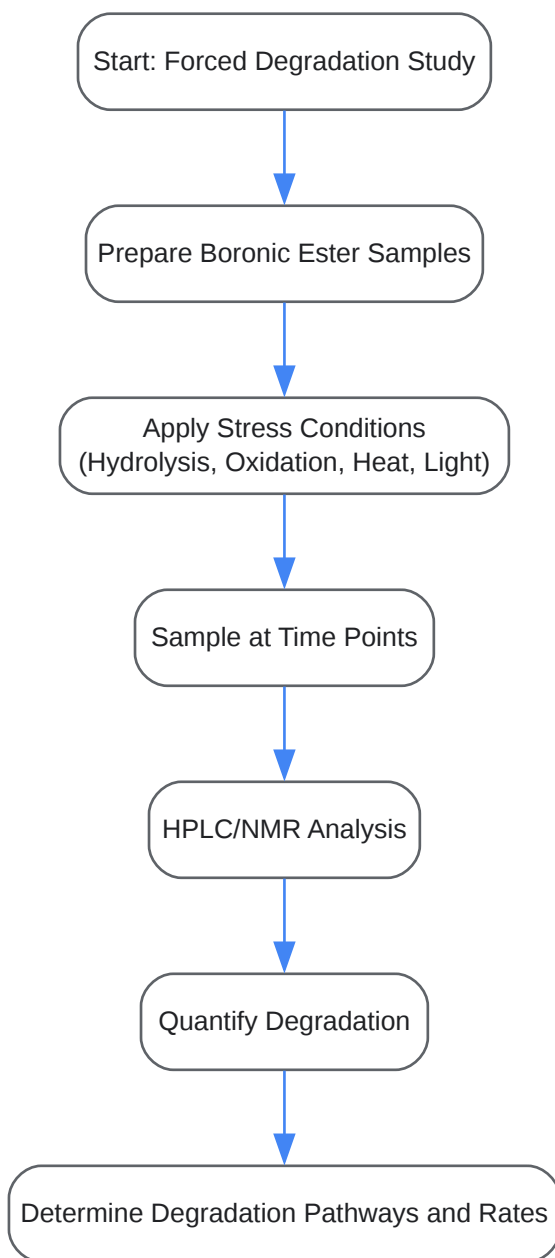 Start: Forced Degradation Study
Prepare Boronic Ester Samples
Apply Stress Conditions
(Hydrolysis, Oxidation, Heat, Light)
Sample at Time Points
HPLC/NMR Analysis
Quantify Degradation
Determine Degradation Pathways and Rates